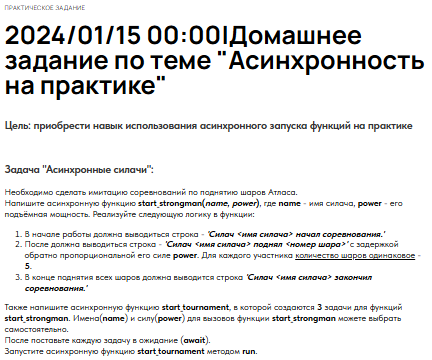 ПРАКТИЧЕСКОЕ ЗАДАНИЕ
2024/01/15 00:00|Домашнее
задание по теме "Асинхронность
на практике"
Цель: приобрести навык использования асинхронного запуска функций на практике
Задача "Асинхронные силачи":
Необходимо сделать имитацию соревнований по поднятию шаров Атласа.
Напишите асинхронную функцию start_strongman(name, power), где name - имя силача, power - его
подъёмная мощность. Реализуйте следующую логику в функции:
1. В начале работы должна выводиться строка - 'Силач <имя силача> начал соревнования.'
2. После должна выводиться строка - 'Силач <имя силача> поднял <номер шара>' с задержкой
обратно пропорциональной его силе power. Для каждого участника количество шаров одинаковое -
5.
3. В конце поднятия всех шаров должна выводится строка 'Силач <имя силача> закончил
соревнования.'
Также напишите асинхронную функцию start_tournament, в которой создаются 3 задачи для функций
start_strongman. Имена(name) и силу(power) для вызовов функции start_strongman можете выбрать
самостоятельно.
После поставьте каждую задачу в ожидание (await).
Запустите асинхронную функцию start_tournament методом run.